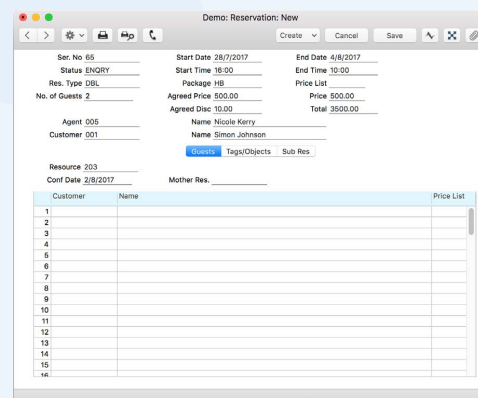 Demo: Reservation: New
Create Cancel Save
Ser. No 65 Start Date 28/7/2017 End Date 4/8/2017
Status ENQRY Start Time 16:00 End Time 10:00
Res. Type DBL Package HB Price List
No. of Guests 2 Agreed Price 500.00 Price 500.00
Agreed Disc 10.00 Total 3500.00
Agent 005 Name Nicole Kerry
Customer 001 Name Simon Johnson
Guests Tags/Objects Sub Res
Resource 203
Conf Date 2/8/2017 Mother Res.
Customer Name Price List
1
2
3
4
5
6
7
8
9
10
11
12
13
14
15
16